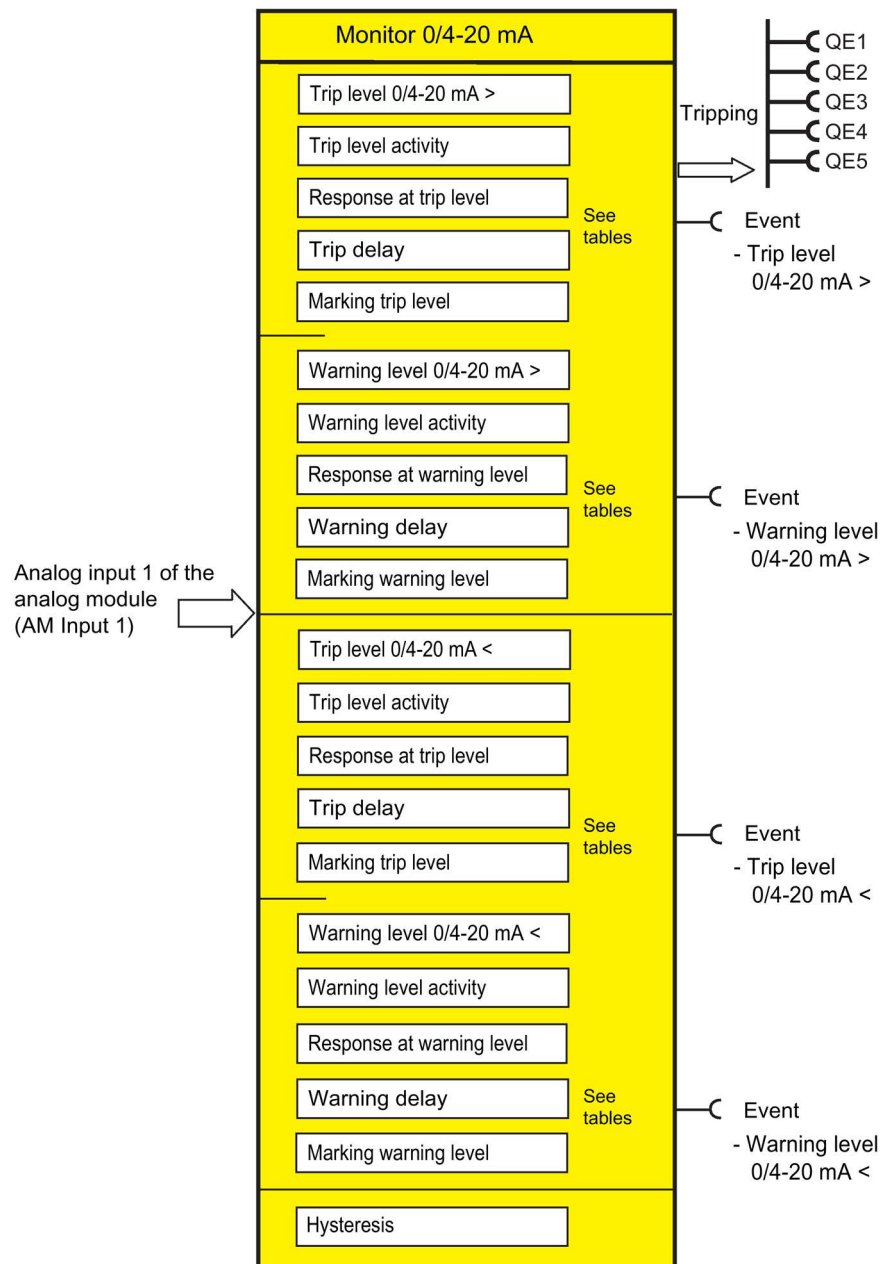 Monitor 0/4-20 mA
Trip level 0/4-20 mA >
Trip level activity
Response at trip level
Trip delay
Marking trip level
See
tables
Tripping
QE1
QE2
QE3
QE4
QE5
Event
- Trip level
0/4-20 mA >
Warning level 0/4-20 mA >
Warning level activity
Response at warning level
Warning delay
Marking warning level
See
tables
Event
- Warning level
0/4-20 mA >
Analog input 1 of the
analog module
(AM Input 1)
Trip level 0/4-20 mA <
Trip level activity
Response at trip level
Trip delay
Marking trip level
See
tables
Event
- Trip level
0/4-20 mA <
Warning level 0/4-20 mA <
Warning level activity
Response at warning level
Warning delay
Marking warning level
See
tables
Event
- Warning level
0/4-20 mA <
Hysteresis